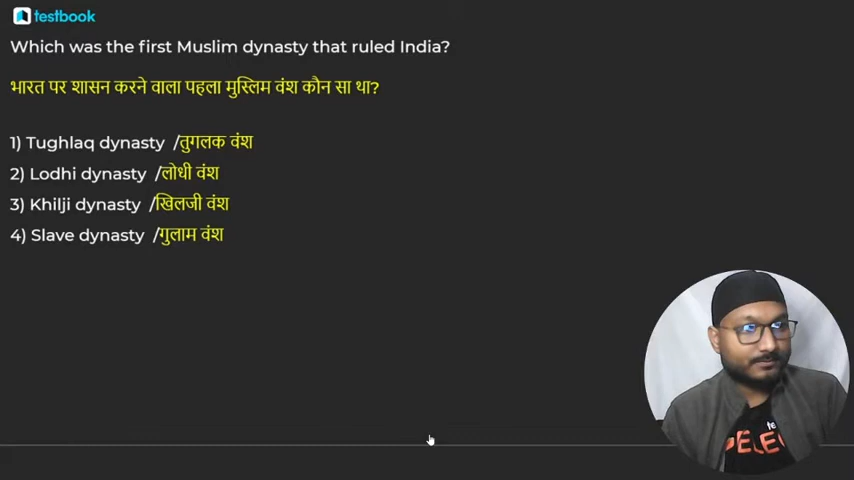 testbook
Which was the first Muslim dynasty that ruled India?
भारत पर शासन करने वाला पहला मुस्लिम वंश कौन सा था?
1) Tughlaq dynasty /तुगलक वंश
2) Lodhi dynasty /लोधी वंश
3) Khilji dynasty /खिलजी वंश
4) Slave dynasty /गुलाम वंश